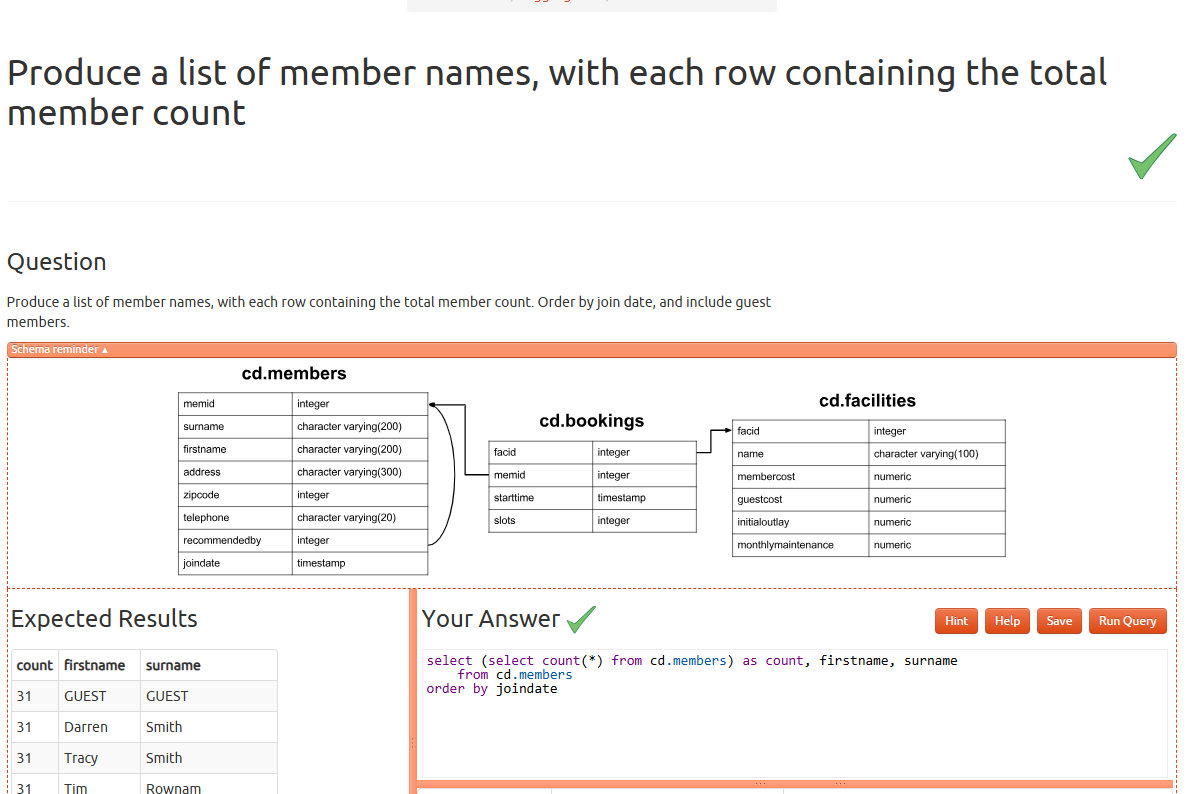 Produce a list of member names, with each row containing the total
member count
Question
Produce a list of member names, with each row containing the total member count. Order by join date, and include guest
members.
Schema reminder ▲
cd.members
memid integer
surname character varying(200)
firstname character varying(200)
address character varying(300)
zipcode integer
telephone character varying(20)
recommendedby integer
joindate timestamp
cd.bookings
facid integer
memid integer
starttime timestamp
slots integer
cd.facilities
facid integer
name character varying(100)
membercost numeric
guestcost numeric
initialoutlay numeric
monthlymaintenance numeric
Expected Results
count firstname surname
31 GUEST GUEST
31 Darren Smith
31 Tracy Smith
31 Tim Rownam
Your Answer
Hint Help Save Run Query
select (select count(*) from cd.members) as count, firstname, surname
from cd.members
order by joindate